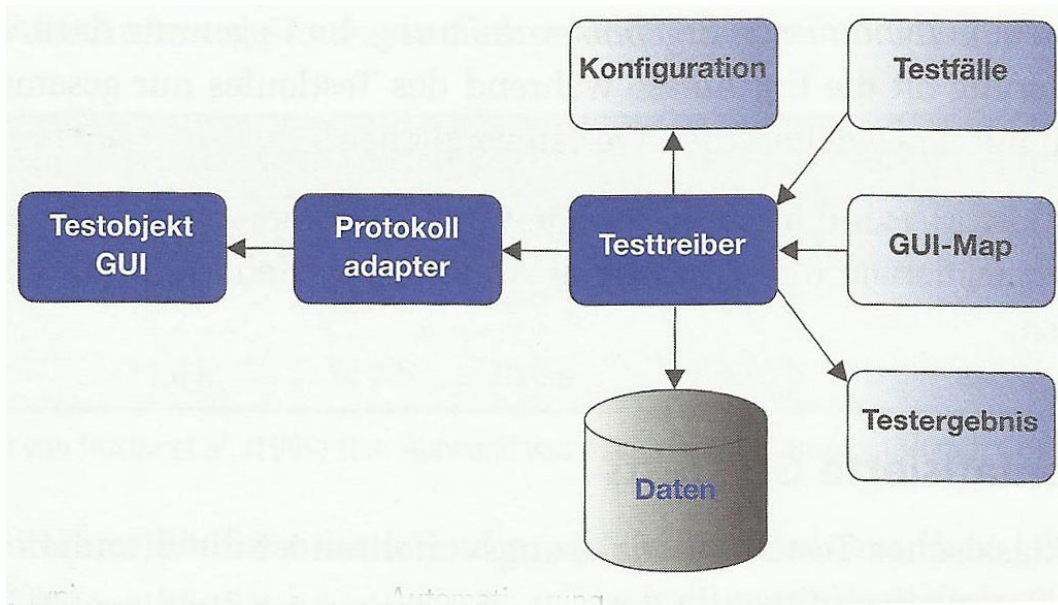 Konfiguration
Testfälle
Testobjekt
GUI
Protokoll
adapter
Testtreiber
GUI-Map
Testergebnis
Daten